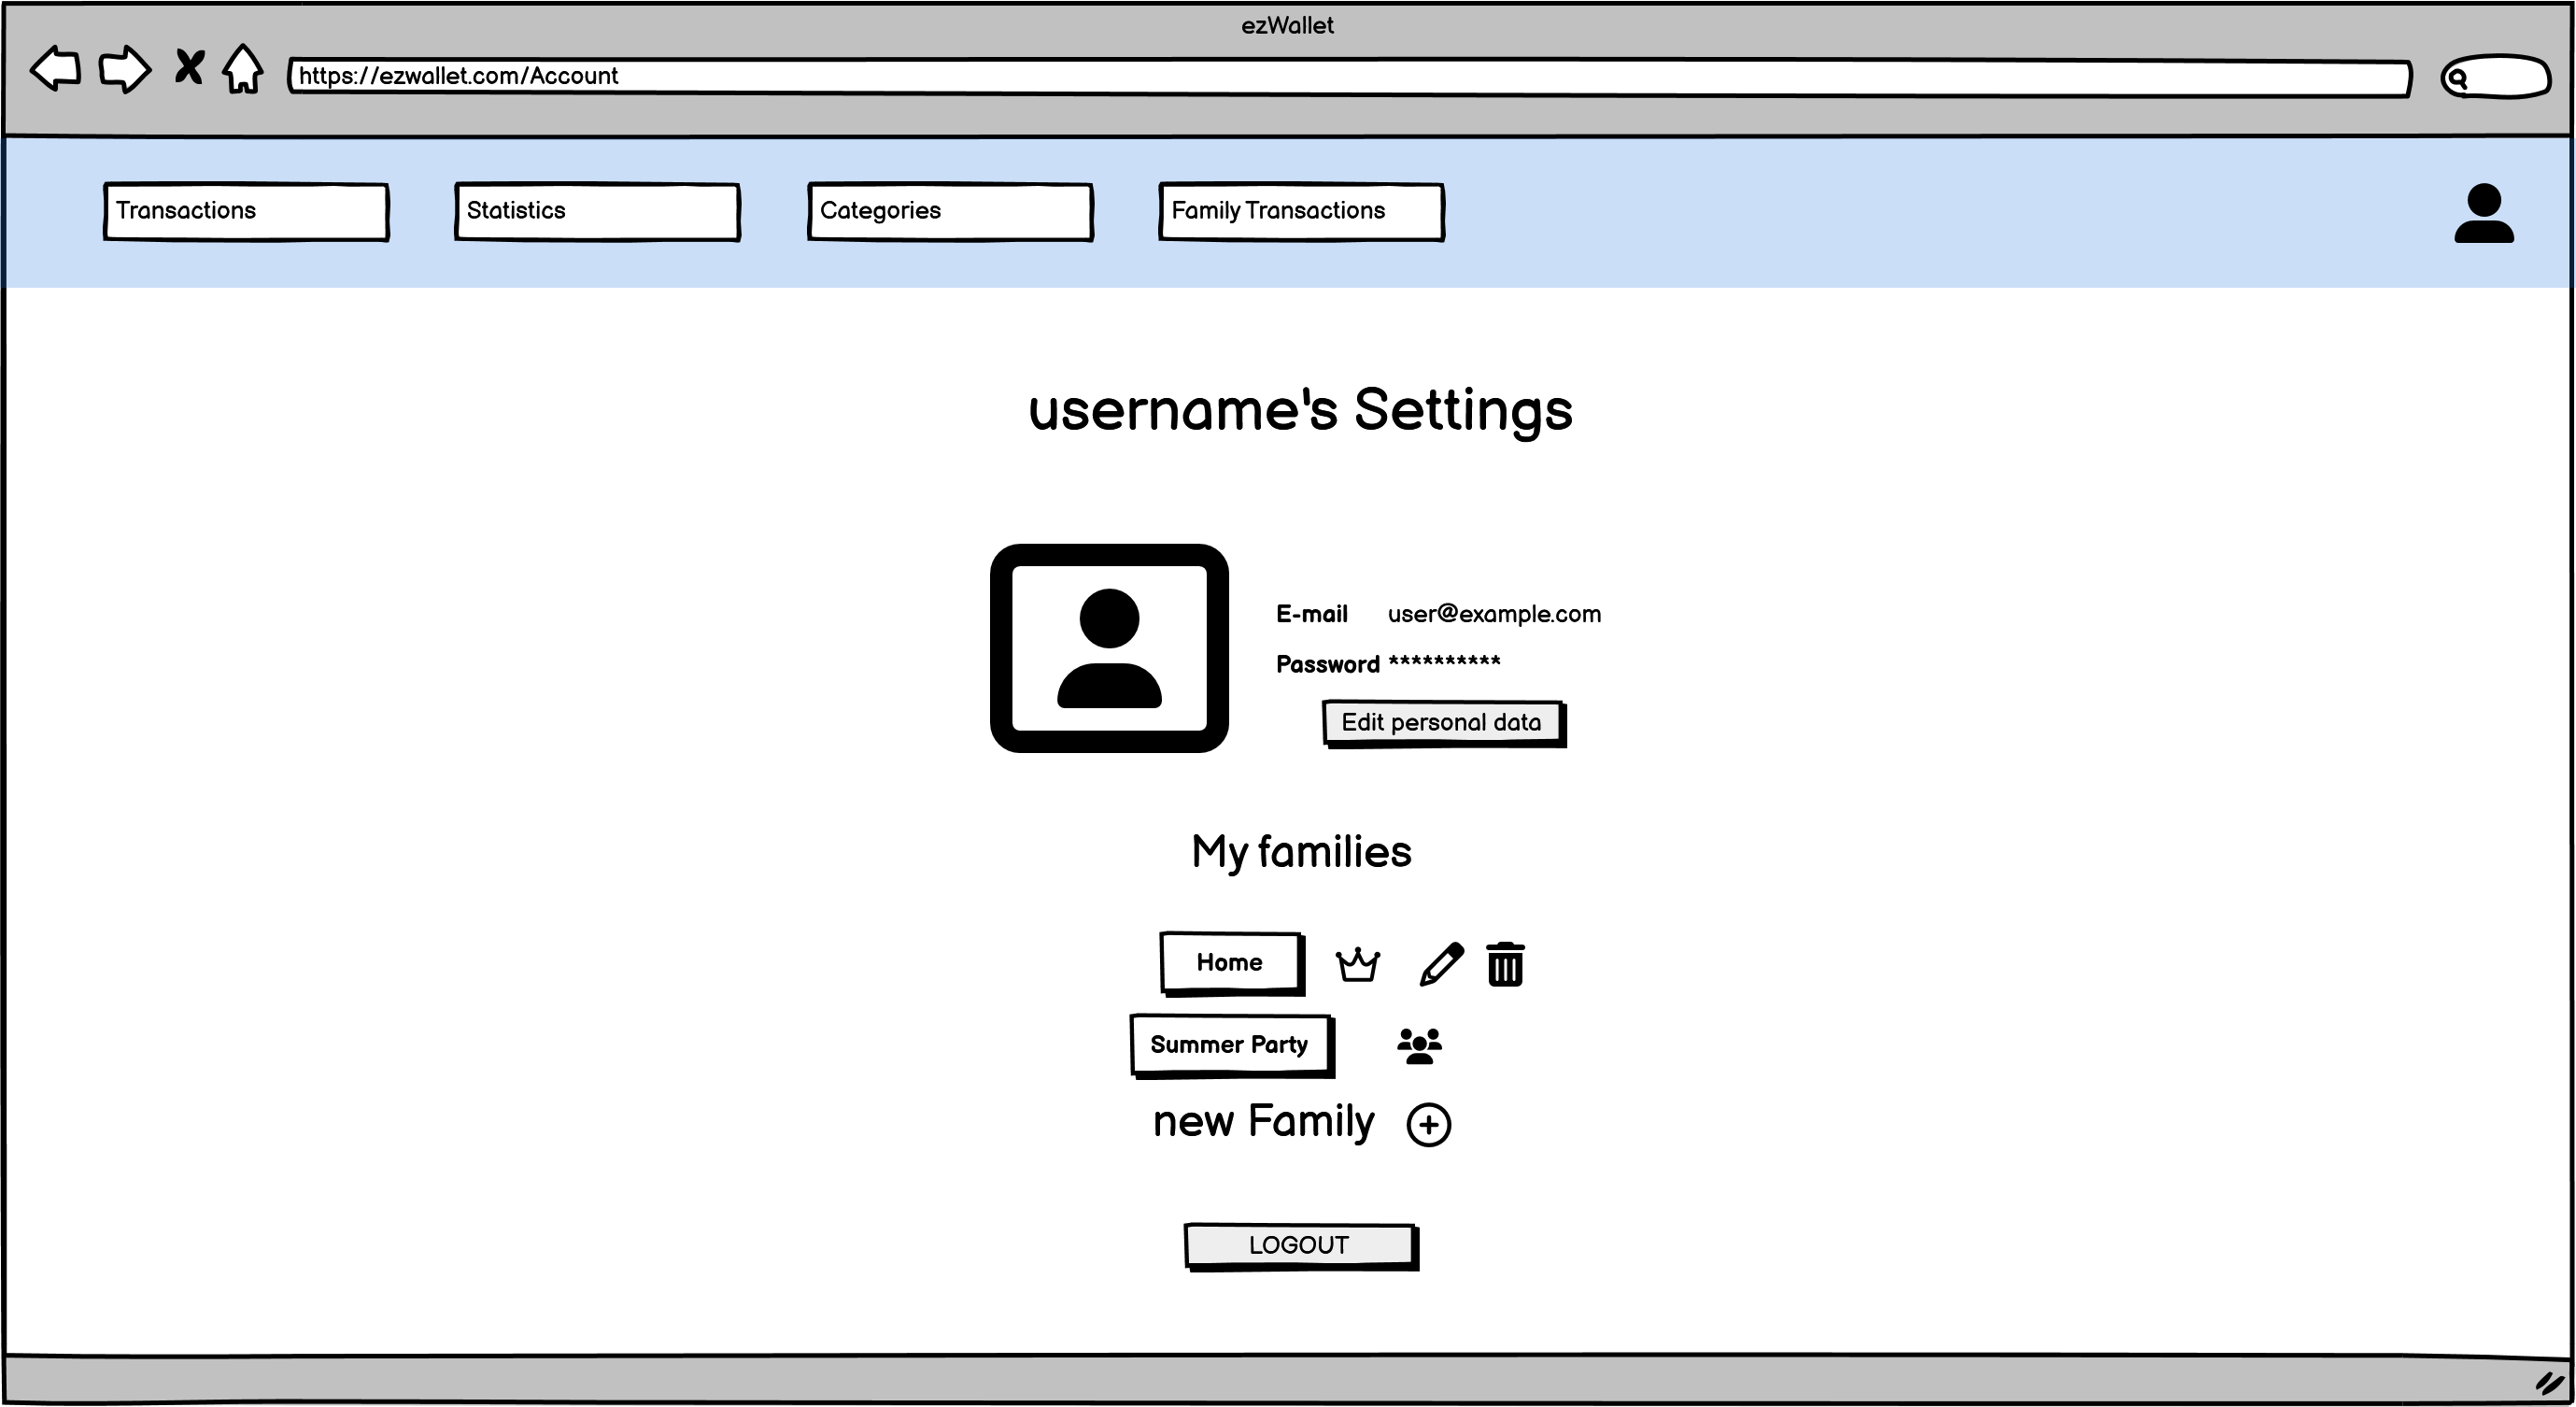 ezWallet
https://ezwallet.com/Account
Transactions
Statistics
Categories
Family Transactions
username's Settings
E-mail user@example.com
Password **********
Edit personal data
My families
Home
Summer Party
new Family
LOGOUT